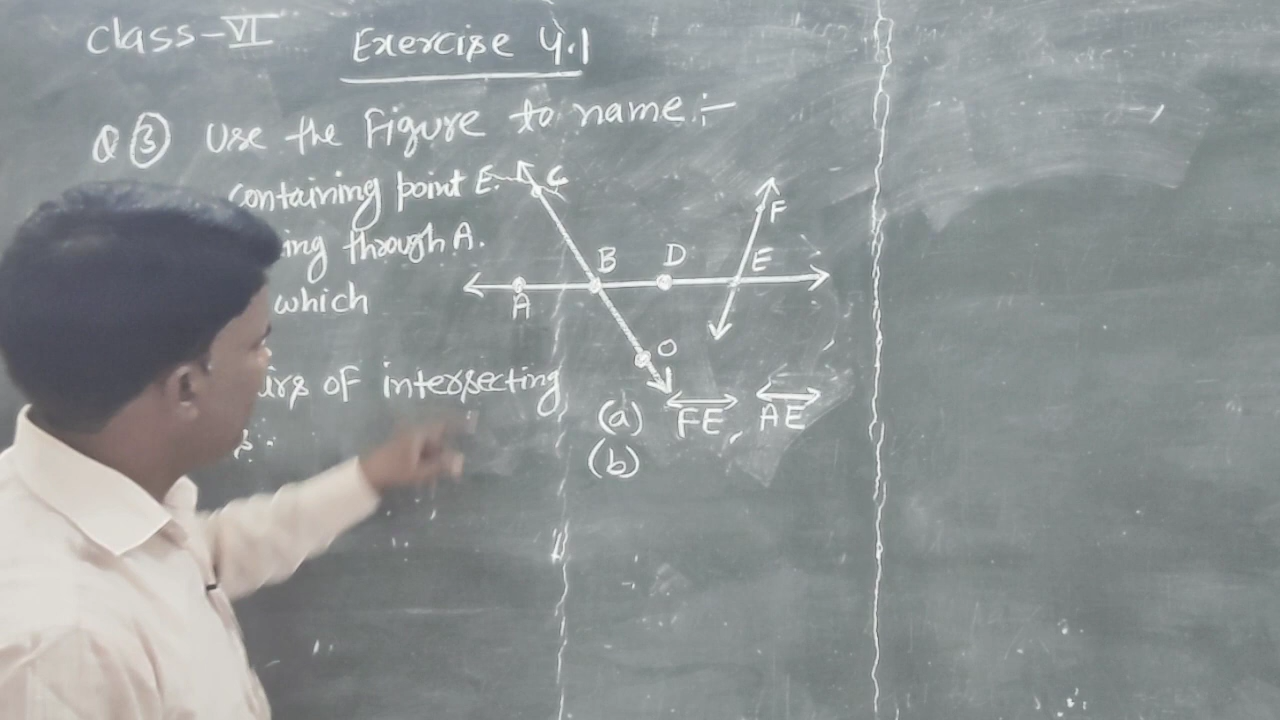 Class-VI
Exercise 4.1
Q ③ Use the Figure to name:-
containing point E.
ing through A.
which
irs of intersecting
C
F
B D E
A
O
(a) FE, AE
(b)